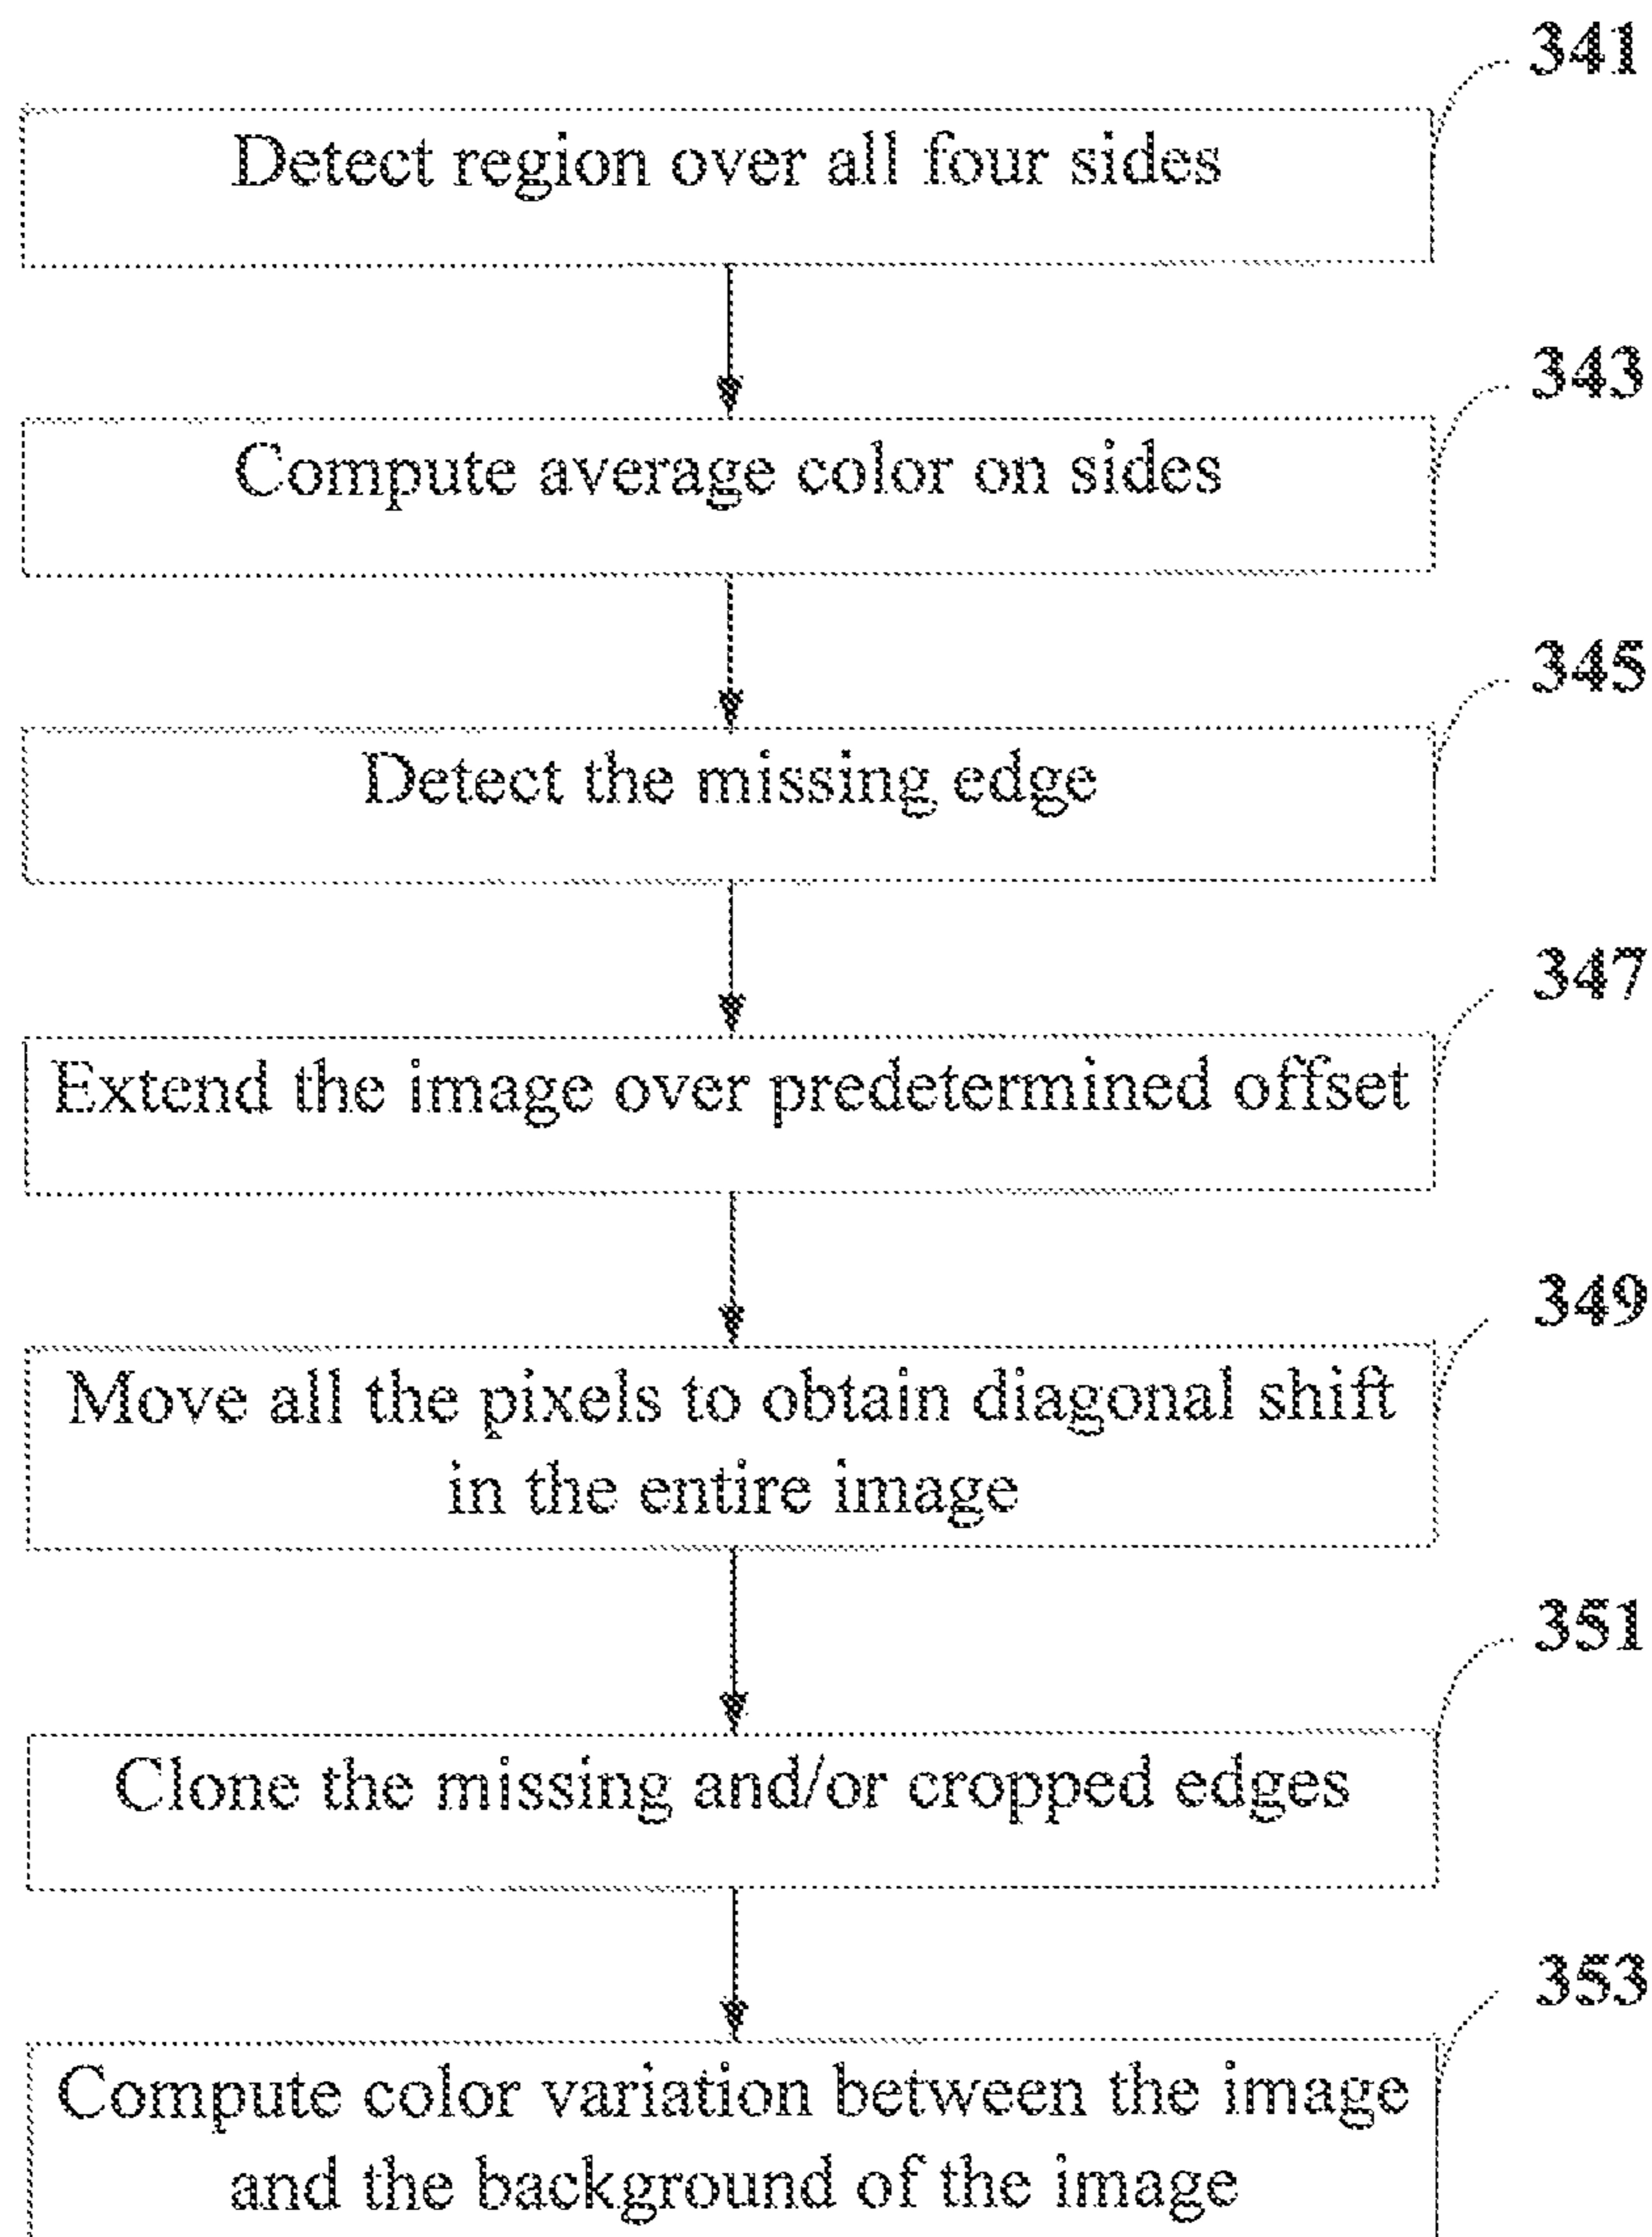 341
Detect region over all four sides
343
Compute average color on sides
345
Detect the missing edge
347
Extend the image over predetermined offset
349
Move all the pixels to obtain diagonal shift
in the entire image
351
Clone the missing and/or cropped edges
353
Compute color variation between the image
and the background of the image